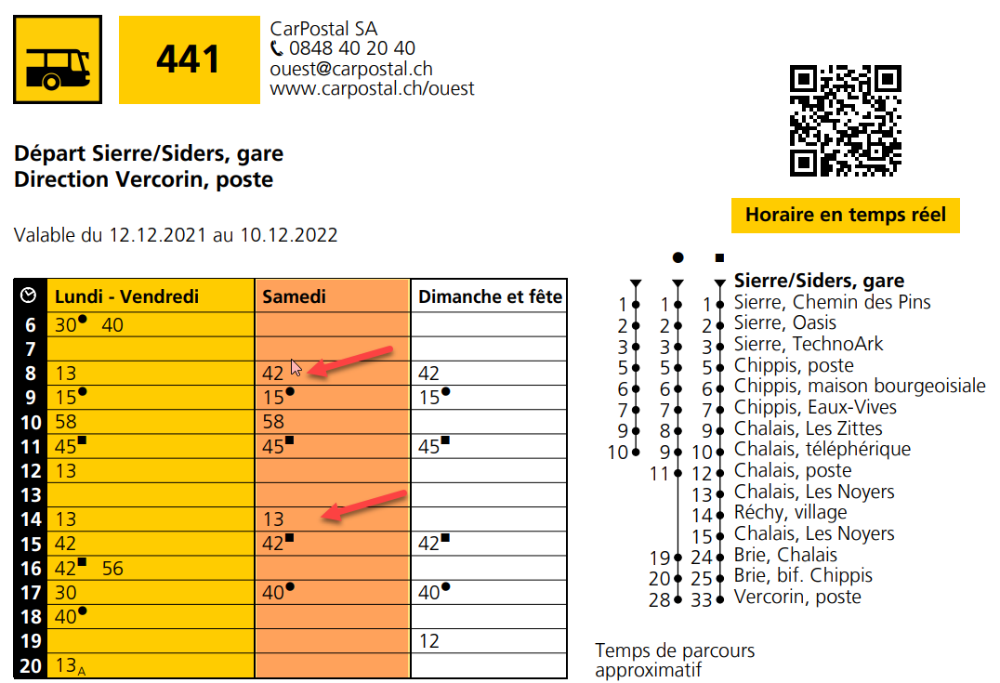 441
CarPostal SA
0848 40 20 40
ouest@carpostal.ch
www.carpostal.ch/ouest
Départ Sierre/Siders, gare
Direction Vercorin, poste
Valable du 12.12.2021 au 10.12.2022
Horaire en temps réel
Lundi - Vendredi Samedi Dimanche et fête
6 30● 40
7
8 13 42 42
9 15● 15● 15●
10 58 58
11 45■ 45■ 45■
12 13
13
14 13 13
15 42 42■ 42■
16 42■ 56
17 30 40● 40●
18 40●
19 12
20 13A
● ■
Sierre/Siders, gare
1 1 1 Sierre, Chemin des Pins
2 2 2 Sierre, Oasis
3 3 3 Sierre, TechnoArk
5 5 5 Chippis, poste
6 6 6 Chippis, maison bourgeoisiale
7 7 7 Chippis, Eaux-Vives
9 8 9 Chalais, Les Zittes
10 9 10 Chalais, téléphérique
11 12 Chalais, poste
13 Chalais, Les Noyers
14 Réchy, village
15 Chalais, Les Noyers
19 24 Brie, Chalais
20 25 Brie, bif. Chippis
28 33 Vercorin, poste
Temps de parcours
approximatif